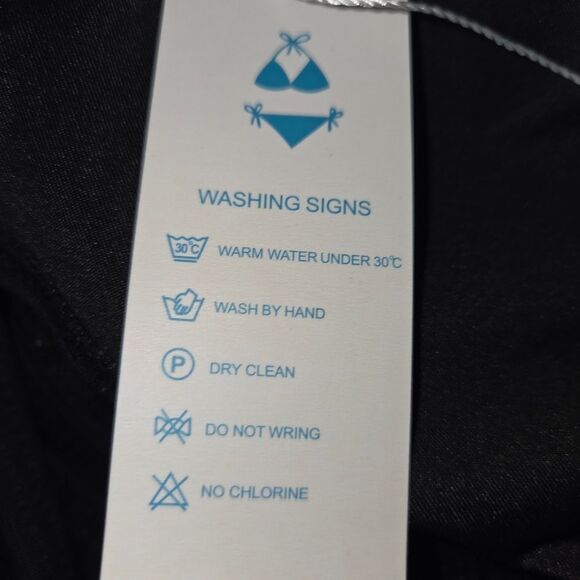 WASHING SIGNS
30°C WARM WATER UNDER 30℃
WASH BY HAND
P DRY CLEAN
DO NOT WRING
NO CHLORINE